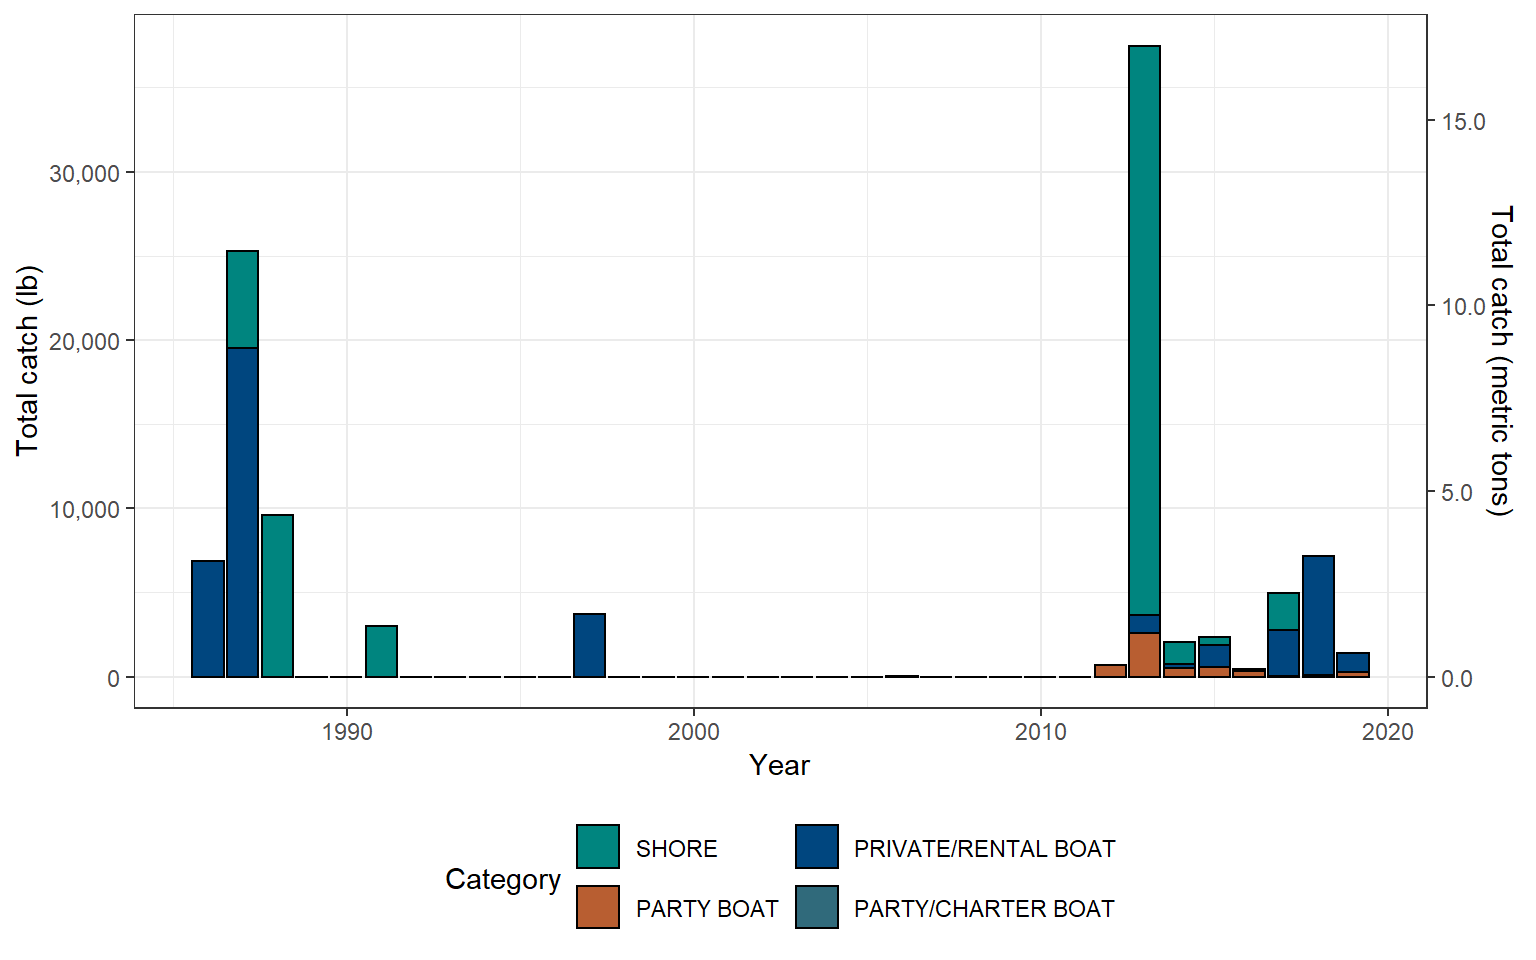 Total catch (lb)
30,000
20,000
10,000
0
15.0
10.0
5.0
0.0
Total catch (metric tons)
1990
2000
2010
2020
Year
Category
SHORE
PRIVATE/RENTAL BOAT
PARTY BOAT
PARTY/CHARTER BOAT